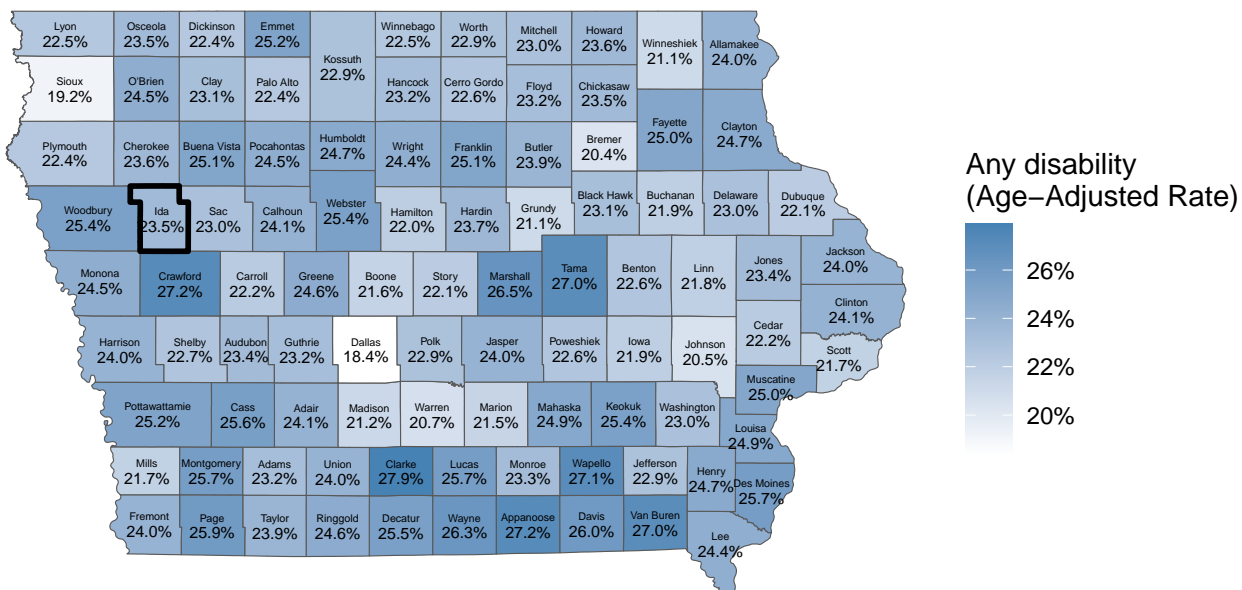 Lyon
22.5%
Osceola
23.5%
Dickinson
22.4%
Emmet
25.2%
Kossuth
22.9%
Winnebago
22.5%
Worth
22.9%
Mitchell
23.0%
Howard
23.6%
Winneshiek
21.1%
Allamakee
24.0%
Sioux
19.2%
O'Brien
24.5%
Clay
23.1%
Palo Alto
22.4%
Hancock
23.2%
Cerro Gordo
22.6%
Floyd
23.2%
Chickasaw
23.5%
Fayette
25.0%
Clayton
24.7%
Plymouth
22.4%
Cherokee
23.6%
Buena Vista
25.1%
Pocahontas
24.5%
Humboldt
24.7%
Wright
24.4%
Franklin
25.1%
Butler
23.9%
Bremer
20.4%
Woodbury
25.4%
Ida
23.5%
Sac
23.0%
Calhoun
24.1%
Webster
25.4%
Hamilton
22.0%
Hardin
23.7%
Grundy
21.1%
Black Hawk
23.1%
Buchanan
21.9%
Delaware
23.0%
Dubuque
22.1%
Monona
24.5%
Crawford
27.2%
Carroll
22.2%
Greene
24.6%
Boone
21.6%
Story
22.1%
Marshall
26.5%
Tama
27.0%
Benton
22.6%
Linn
21.8%
Jones
23.4%
Jackson
24.0%
Clinton
24.1%
Harrison
24.0%
Shelby
22.7%
Audubon
23.4%
Guthrie
23.2%
Dallas
18.4%
Polk
22.9%
Jasper
24.0%
Poweshiek
22.6%
Iowa
21.9%
Johnson
20.5%
Cedar
22.2%
Scott
21.7%
Muscatine
25.0%
Pottawattamie
25.2%
Cass
25.6%
Adair
24.1%
Madison
21.2%
Warren
20.7%
Marion
21.5%
Mahaska
24.9%
Keokuk
25.4%
Washington
23.0%
Louisa
24.9%
Mills
21.7%
Montgomery
25.7%
Adams
23.2%
Union
24.0%
Clarke
27.9%
Lucas
25.7%
Monroe
23.3%
Wapello
27.1%
Jefferson
22.9%
Henry
24.7%
Des Moines
25.7%
Fremont
24.0%
Page
25.9%
Taylor
23.9%
Ringgold
24.6%
Decatur
25.5%
Wayne
26.3%
Appanoose
27.2%
Davis
26.0%
Van Buren
27.0%
Lee
24.4%
Any disability
(Age−Adjusted Rate)
26%
24%
22%
20%